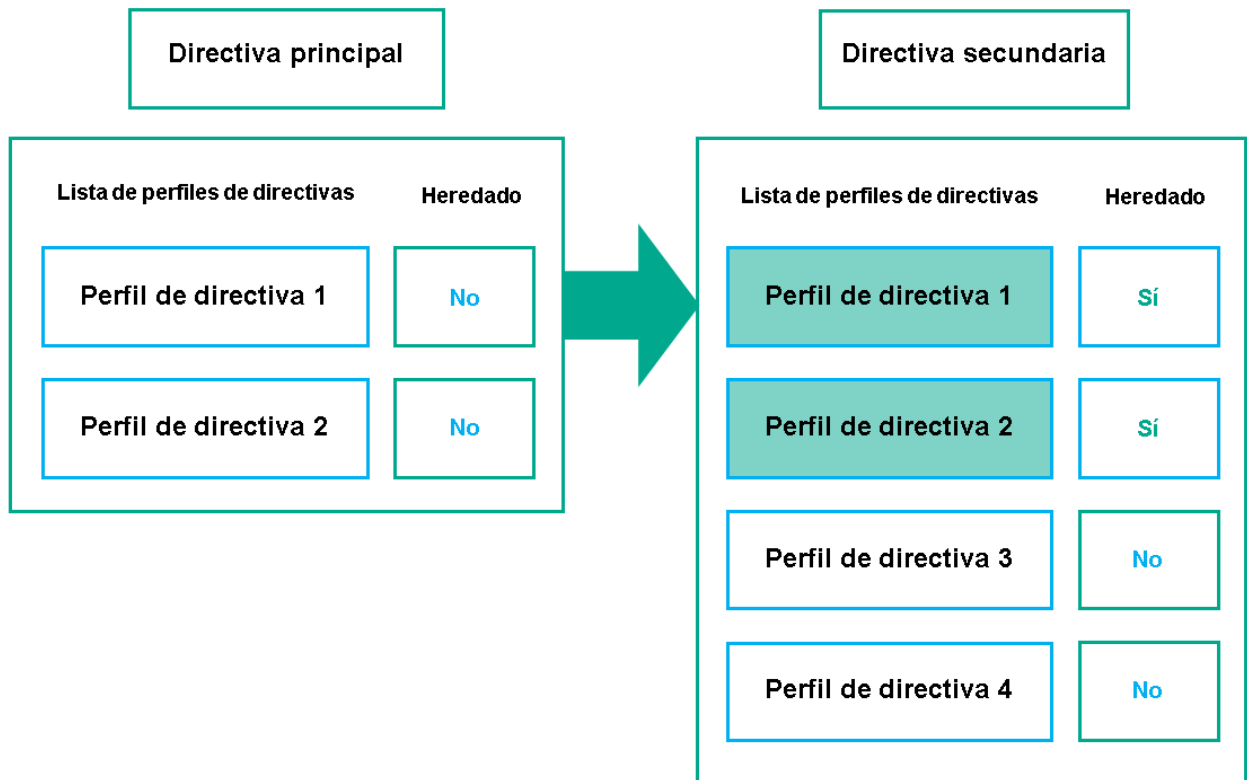 Directiva principal
Lista de perfiles de directivas
Heredado
Perfil de directiva 1
No
Perfil de directiva 2
No
Directiva secundaria
Lista de perfiles de directivas
Heredado
Perfil de directiva 1
Sí
Perfil de directiva 2
Sí
Perfil de directiva 3
No
Perfil de directiva 4
No